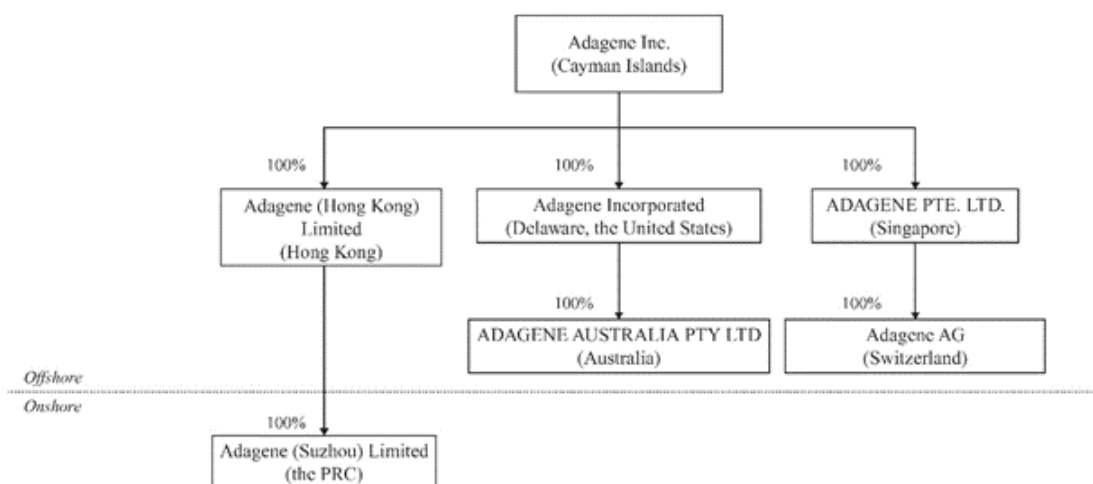 Adagene Inc.
(Cayman Islands)
100%
100%
100%
Adagene (Hong Kong)
Limited
(Hong Kong)
Adagene Incorporated
(Delaware, the United States)
ADAGENE PTE. LTD.
(Singapore)
100%
100%
ADAGENE AUSTRALIA PTY LTD
(Australia)
Adagene AG
(Switzerland)
Offshore
Onshore
100%
Adagene (Suzhou) Limited
(the PRC)